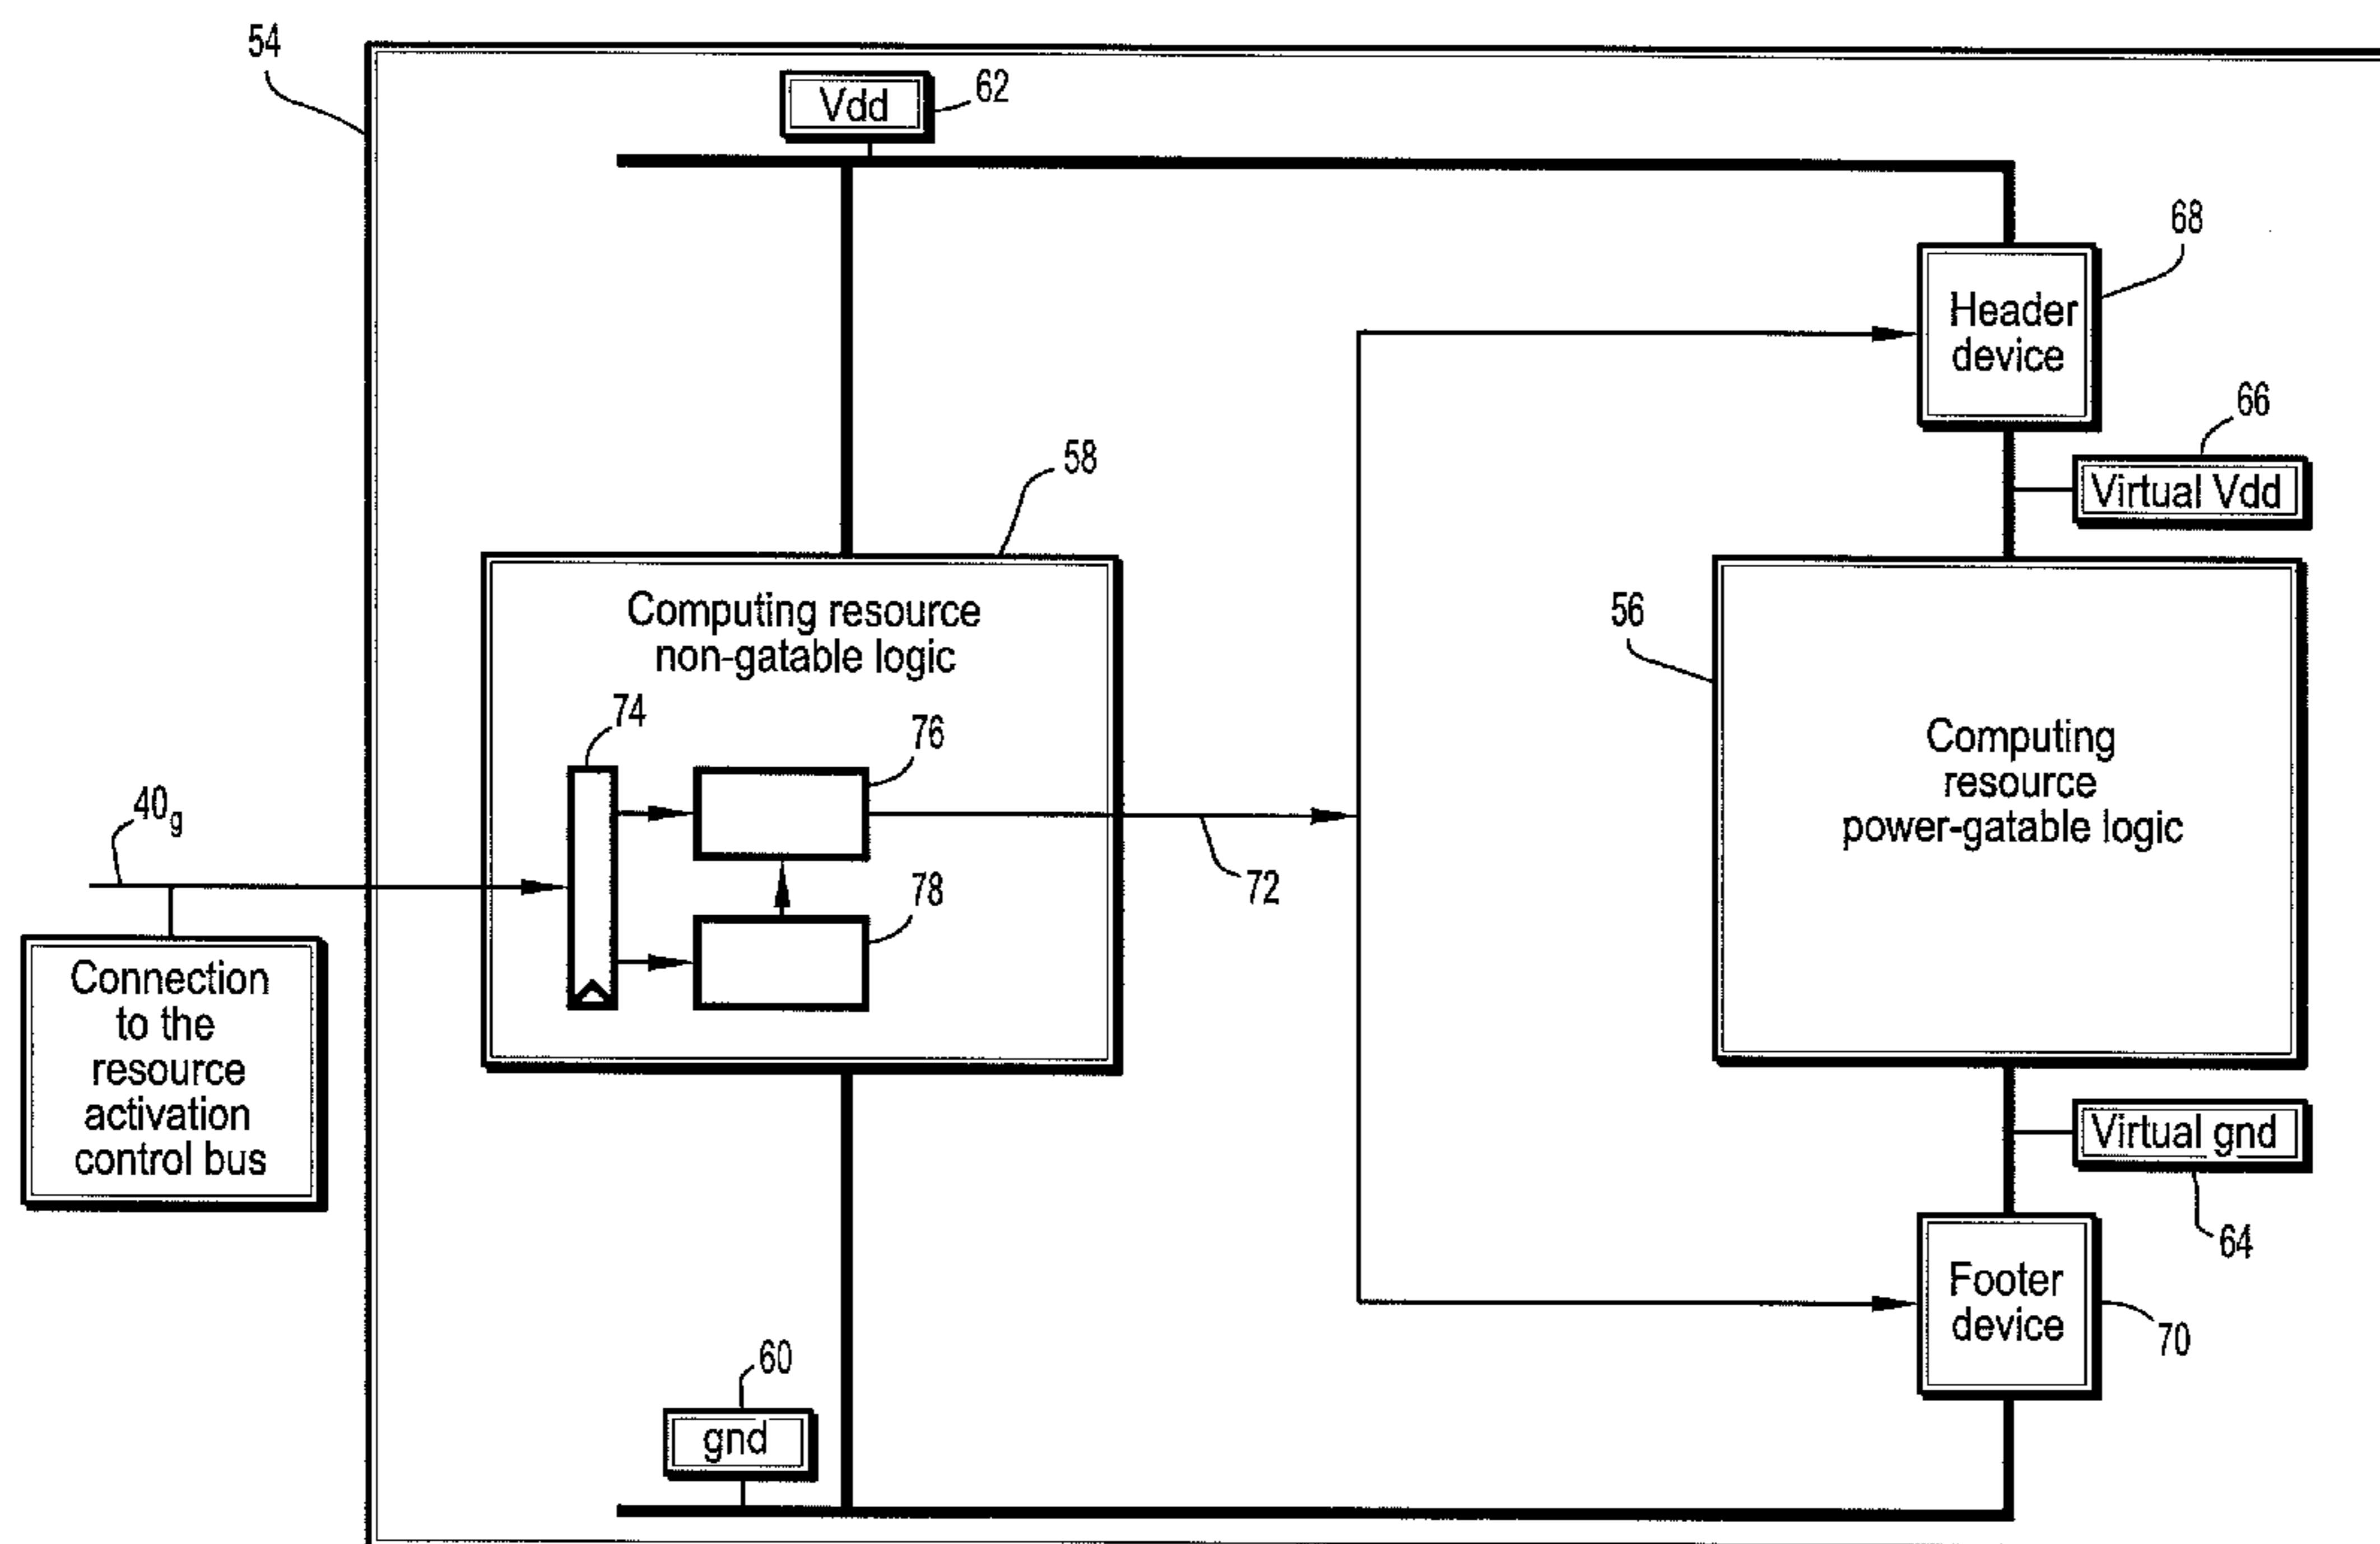 54
Vdd
62
68
Header
device
66
Virtual Vdd
58
Computing resource
non-gatable logic
56
74
76
Computing
resource
power-gatable logic
40g
72
78
Connection
to the
resource
activation
control bus
Virtual gnd
64
Footer
device
70
60
gnd